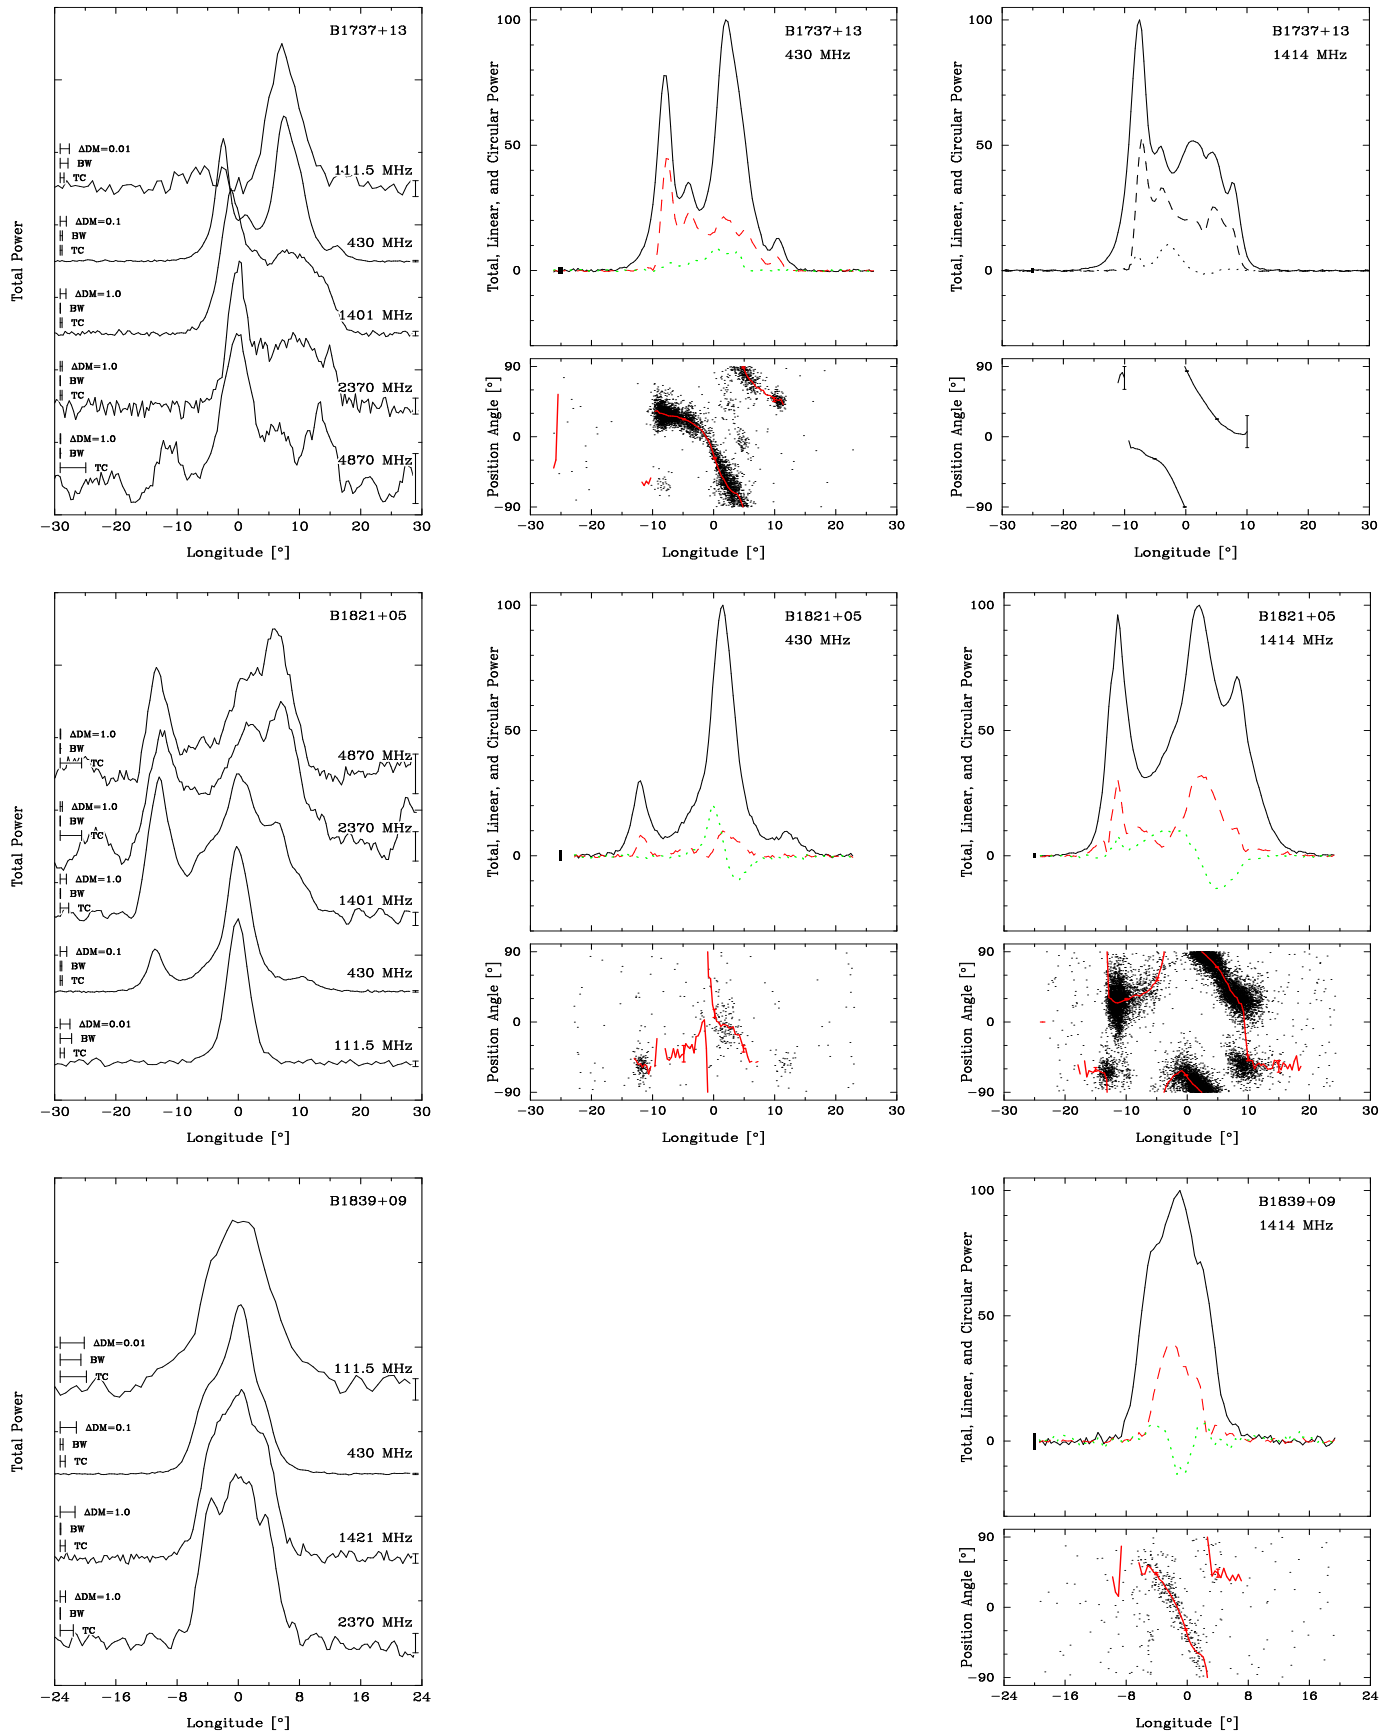 B1737+13
ΔDM=0.01
BW
TC
111.5 MHz
ΔDM=0.1
BW
TC
430 MHz
ΔDM=1.0
BW
TC
1401 MHz
ΔDM=1.0
BW
TC
2370 MHz
ΔDM=1.0
BW
TC
4870 MHz
Total Power
−30 −20 −10 0 10 20 30
Longitude [°]
B1737+13
430 MHz
100
50
0
Total, Linear, and Circular Power
90
0
−90
Position Angle [°]
−30 −20 −10 0 10 20 30
Longitude [°]
B1737+13
1414 MHz
100
50
0
Total, Linear, and Circular Power
90
0
−90
Position Angle [°]
−30 −20 −10 0 10 20 30
Longitude [°]
B1821+05
ΔDM=1.0
BW
TC
4870 MHz
ΔDM=1.0
BW
TC
2370 MHz
ΔDM=1.0
BW
TC
1401 MHz
ΔDM=0.1
BW
TC
430 MHz
ΔDM=0.01
BW
TC
111.5 MHz
Total Power
−30 −20 −10 0 10 20 30
Longitude [°]
B1821+05
430 MHz
100
50
0
Total, Linear, and Circular Power
90
0
−90
Position Angle [°]
−30 −20 −10 0 10 20 30
Longitude [°]
B1821+05
1414 MHz
100
50
0
Total, Linear, and Circular Power
90
0
−90
Position Angle [°]
−30 −20 −10 0 10 20 30
Longitude [°]
B1839+09
ΔDM=0.01
BW
TC
111.5 MHz
ΔDM=0.1
BW
TC
430 MHz
ΔDM=1.0
BW
TC
1421 MHz
ΔDM=1.0
BW
TC
2370 MHz
Total Power
−24 −16 −8 0 8 16 24
Longitude [°]
B1839+09
1414 MHz
100
50
0
Total, Linear, and Circular Power
90
0
−90
Position Angle [°]
−24 −16 −8 0 8 16 24
Longitude [°]